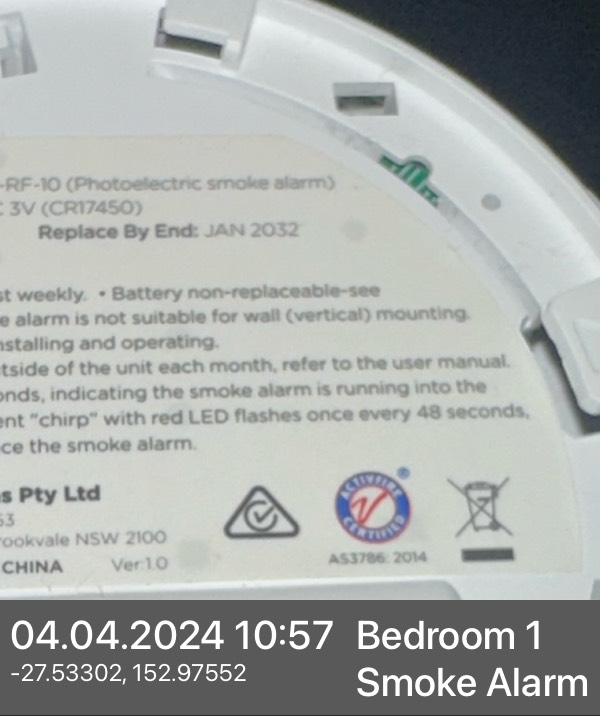 -RF-10 (Photoelectric smoke alarm)
C 3V (CR17450)
Replace By End: JAN 2032
st weekly. • Battery non-replaceable-see
e alarm is not suitable for wall (vertical) mounting.
nstalling and operating.
tside of the unit each month, refer to the user manual.
onds, indicating the smoke alarm is running into the
ent "chirp" with red LED flashes once every 48 seconds,
ce the smoke alarm.
s Pty Ltd
53
rookvale NSW 2100
CHINA Ver:1.0
ACTIVFIRE
CERTIFIED
®
AS3786: 2014
04.04.2024 10:57
-27.53302, 152.97552
Bedroom 1
Smoke Alarm